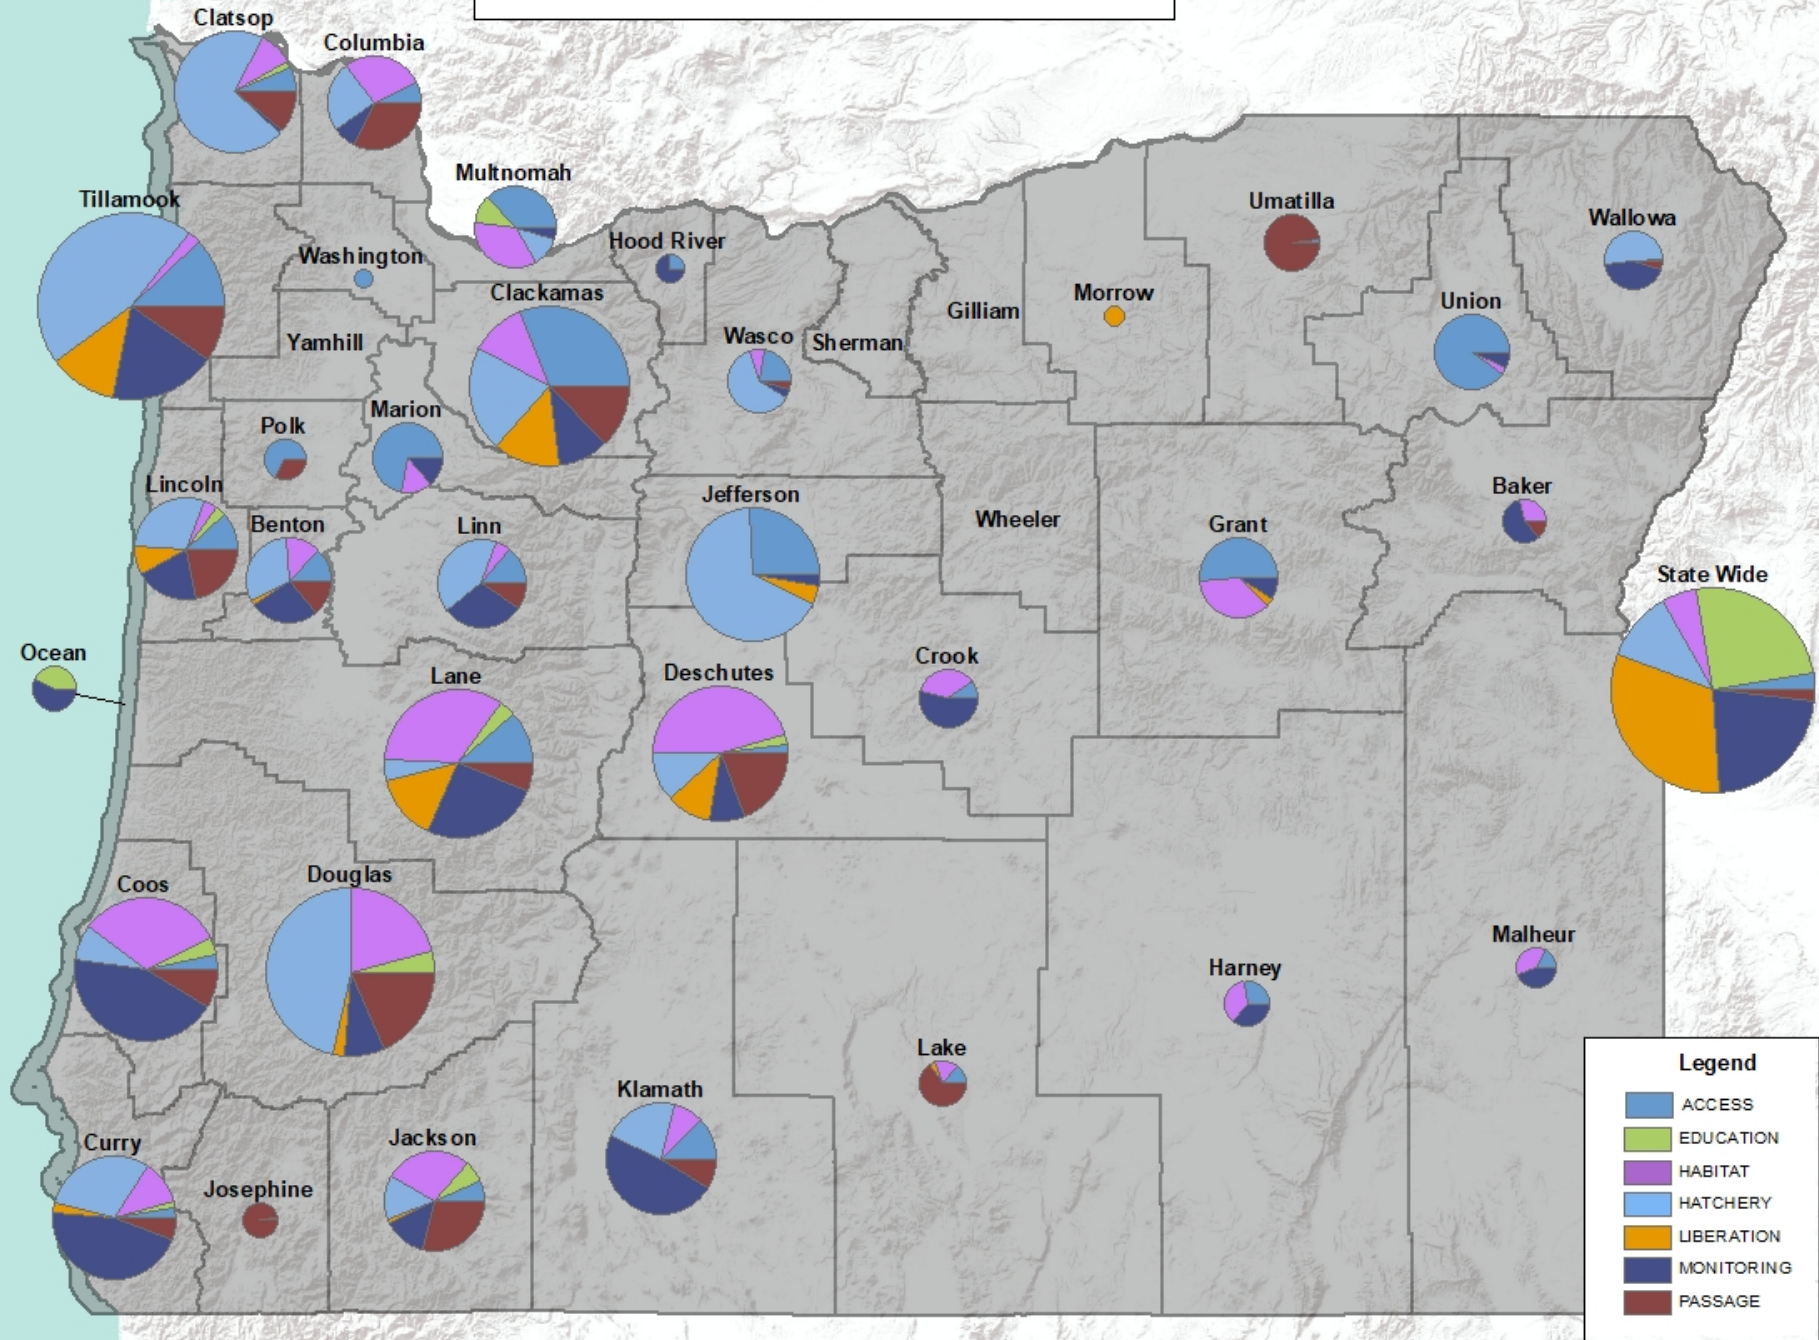 Clatsop
Columbia
Multnomah
Tillamook
Washington
Hood River
Umatilla
Wallowa
Clackamas
Gilliam
Morrow
Union
Yamhill
Wasco
Sherman
Marion
Polk
Lincoln
Jefferson
Baker
Benton
Linn
Wheeler
Grant
State Wide
Ocean
Lane
Deschutes
Crook
Coos
Douglas
Malheur
Harney
Lake
Klamath
Curry
Jackson
Josephine
Legend
ACCESS
EDUCATION
HABITAT
HATCHERY
LIBERATION
MONITORING
PASSAGE